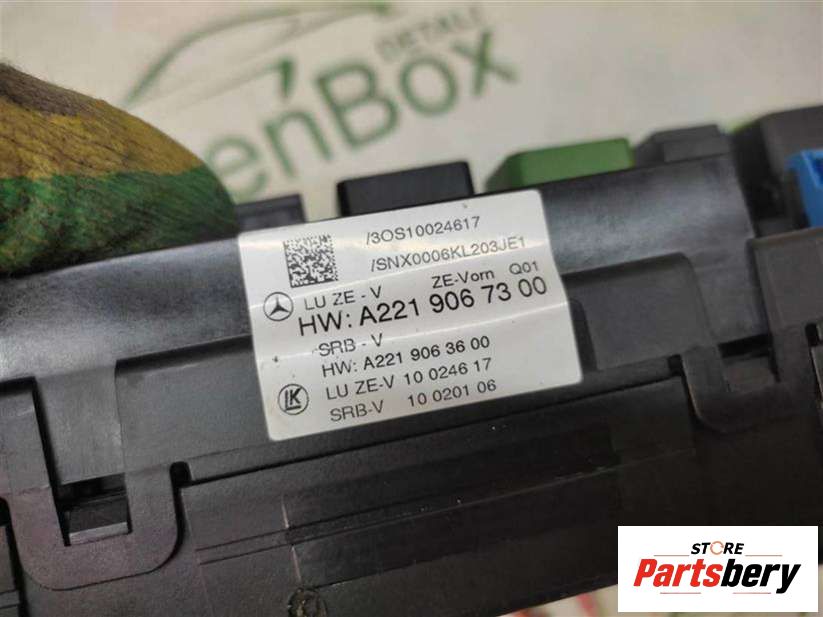 DETALE
enBox
/3OS10024617
/SNX0006KL203JE1
LU ZE - V ZE-Vorn Q01
HW: A221 906 73 00
SRB - V
HW: A221 906 36 00
LU ZE-V 10 0246 17
SRB-V 10 0201 06
LK
STORE
Partsbery